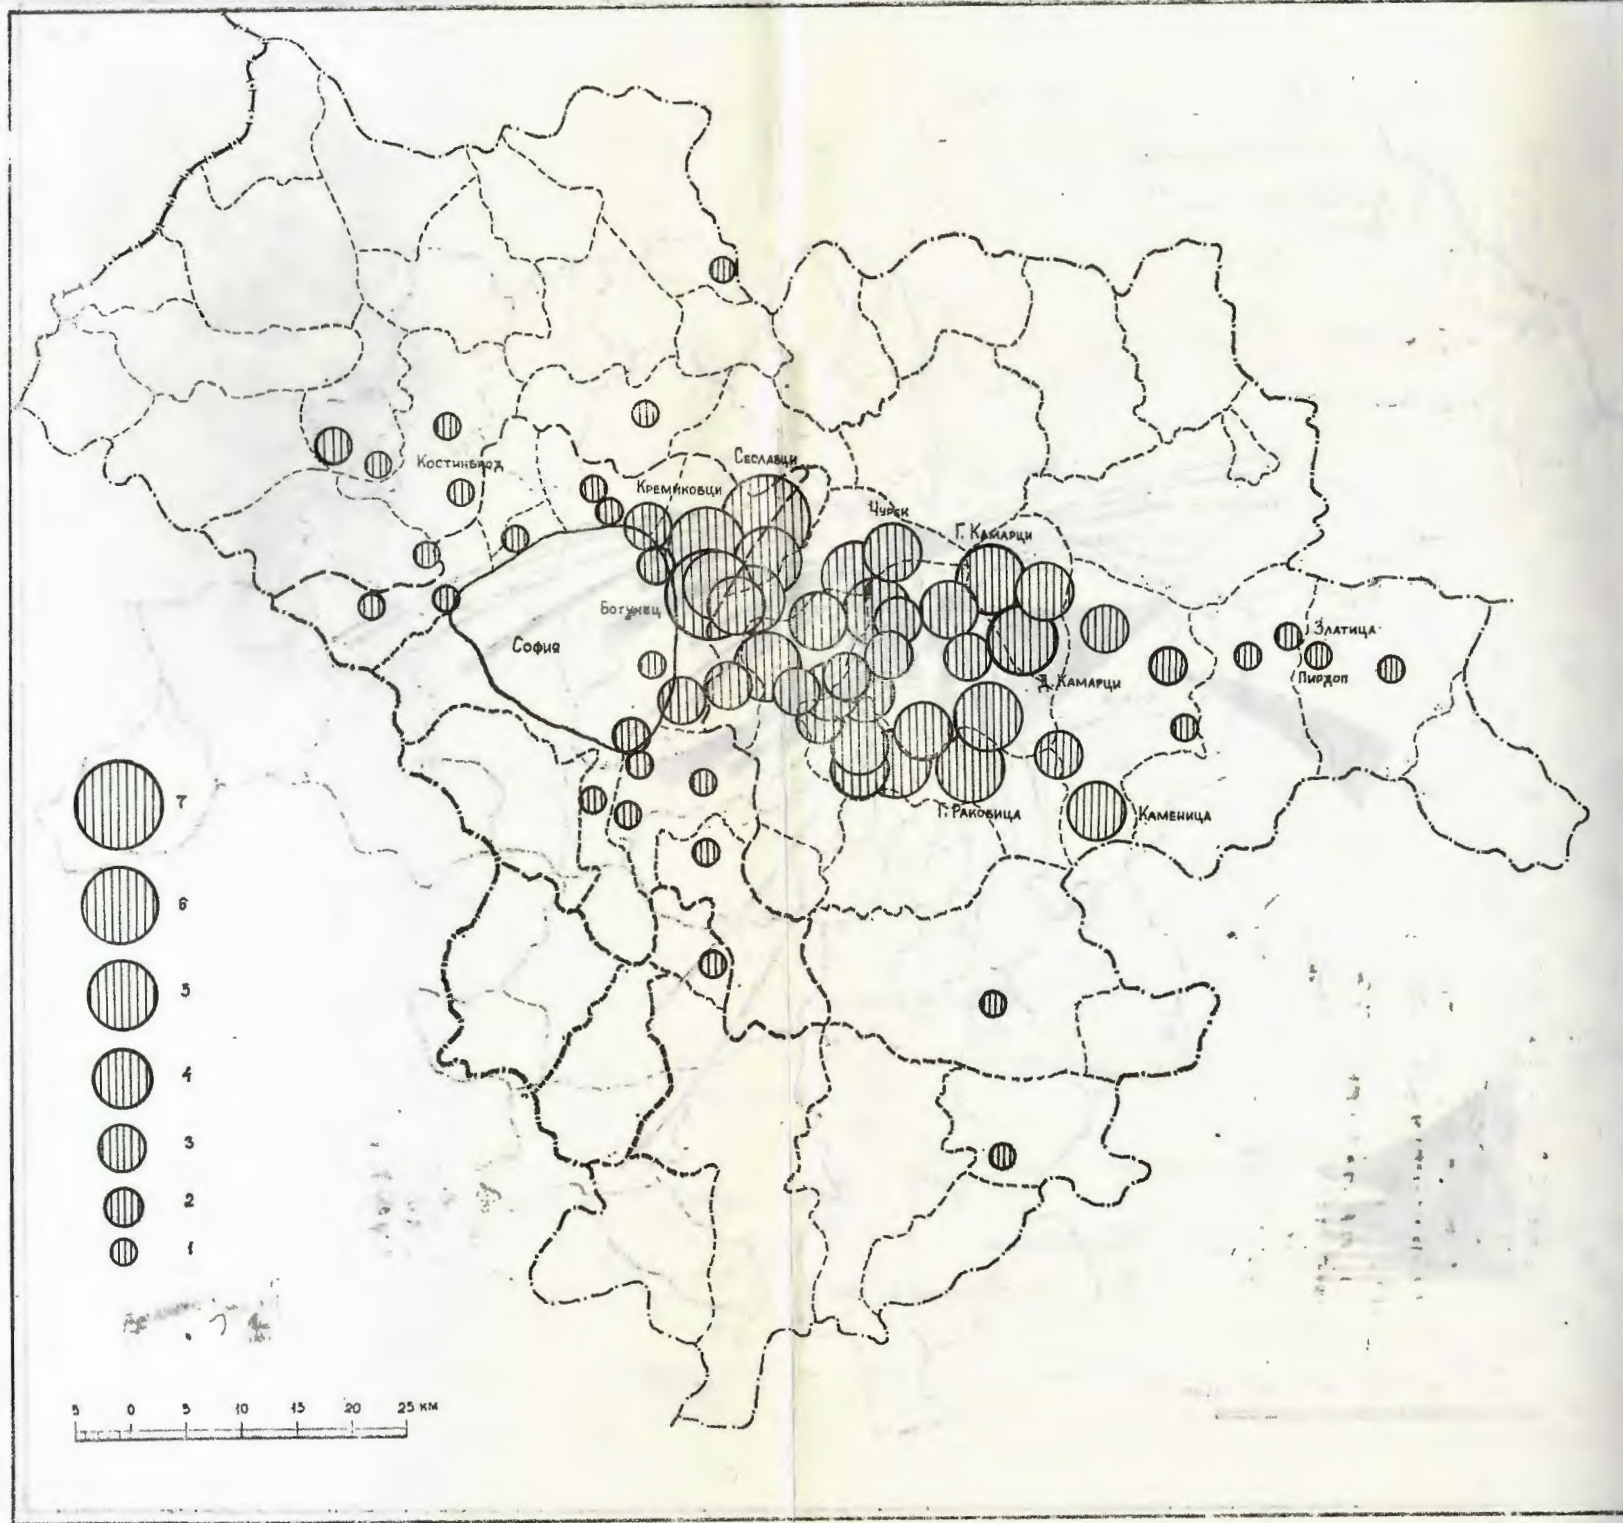 Сеславци
Костинброд
Кремиковци
Чурек
Г. Камарци
Ботунец
София
Златица
Пирдоп
Д. Камарци
Г. Раковица
Каменица
7
6
5
4
3
2
1
5 0 5 10 15 20 25 км